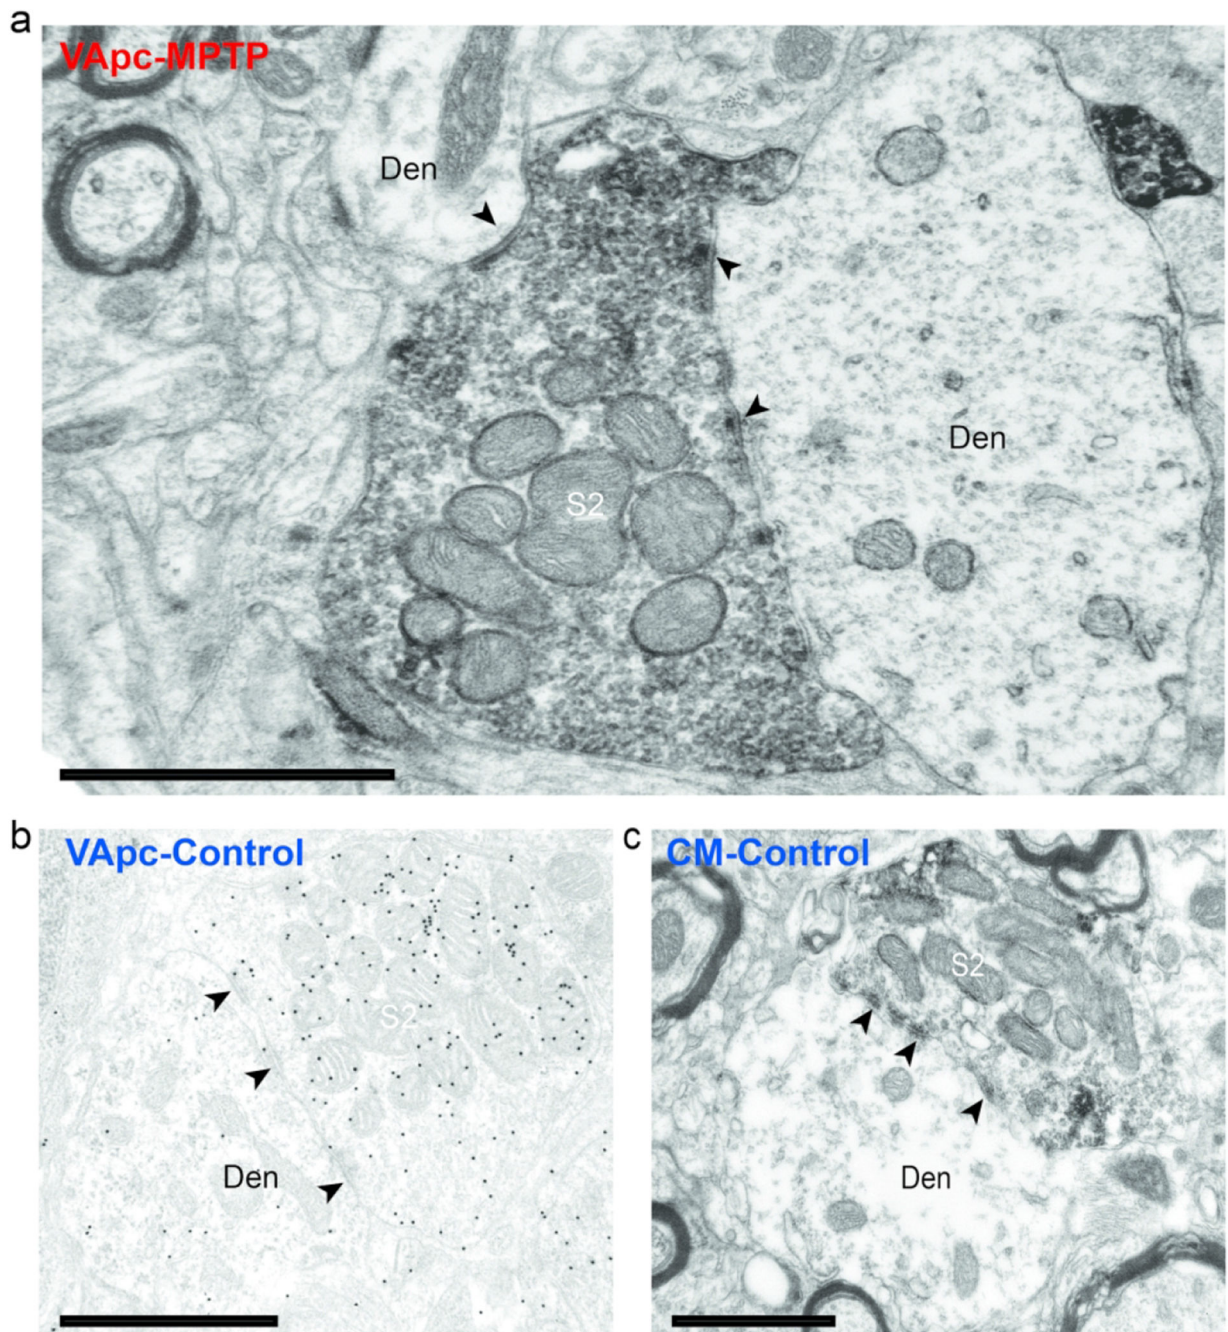 a
VApc-MPTP
Den
Den
S2
b
VApc-Control
S2
Den
c
CM-Control
S2
Den